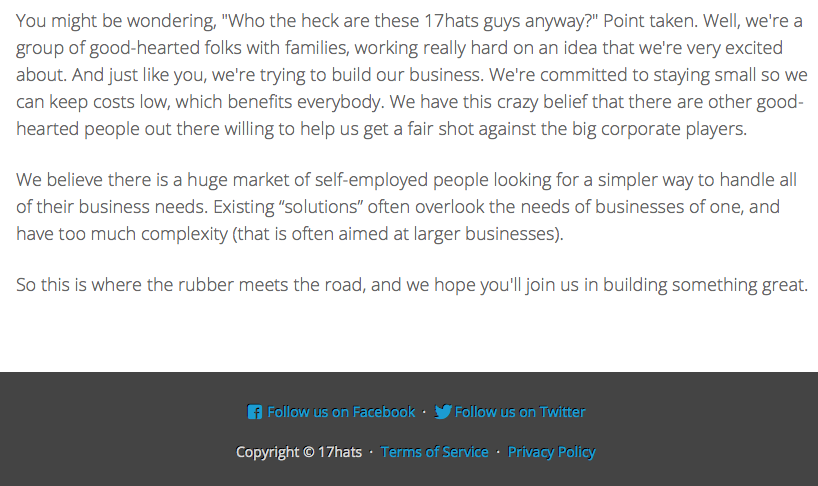 You might be wondering, "Who the heck are these 17hats guys anyway?" Point taken. Well, we're a
group of good-hearted folks with families, working really hard on an idea that we're very excited
about. And just like you, we're trying to build our business. We're committed to staying small so we
can keep costs low, which benefits everybody. We have this crazy belief that there are other good-
hearted people out there willing to help us get a fair shot against the big corporate players.
We believe there is a huge market of self-employed people looking for a simpler way to handle all
of their business needs. Existing “solutions” often overlook the needs of businesses of one, and
have too much complexity (that is often aimed at larger businesses).
So this is where the rubber meets the road, and we hope you'll join us in building something great.
Follow us on Facebook · Follow us on Twitter
Copyright © 17hats · Terms of Service · Privacy Policy